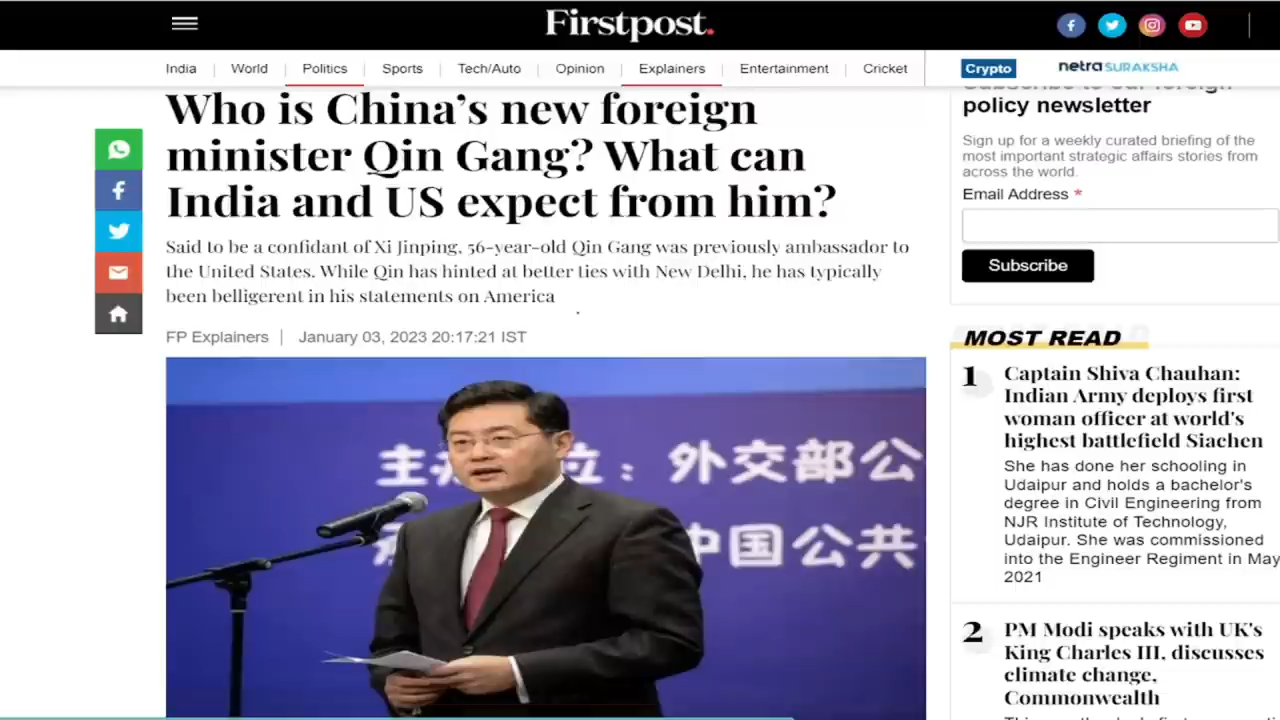 Firstpost.
India
World
Politics
Sports
Tech/Auto
Opinion
Explainers
Entertainment
Cricket
Crypto
netra SURAKSHA
Who is China's new foreign
minister Qin Gang? What can
India and US expect from him?
Said to be a confidant of Xi Jinping, 56-year-old Qin Gang was previously ambassador to
the United States. While Qin has hinted at better ties with New Delhi, he has typically
been belligerent in his statements on America
FP Explainers
January 03, 2023 20:17:21 IST
主
位：外交部公
中国公共
Subscribe to our foreign
policy newsletter
Sign up for a weekly curated briefing of the
most important strategic affairs stories from
across the world.
Email Address *
Subscribe
MOST READ
1
Captain Shiva Chauhan:
Indian Army deploys first
woman officer at world's
highest battlefield Siachen
She has done her schooling in
Udaipur and holds a bachelor's
degree in Civil Engineering from
NJR Institute of Technology,
Udaipur. She was commissioned
into the Engineer Regiment in May
2021
2
PM Modi speaks with UK's
King Charles III, discusses
climate change,
Commonwealth